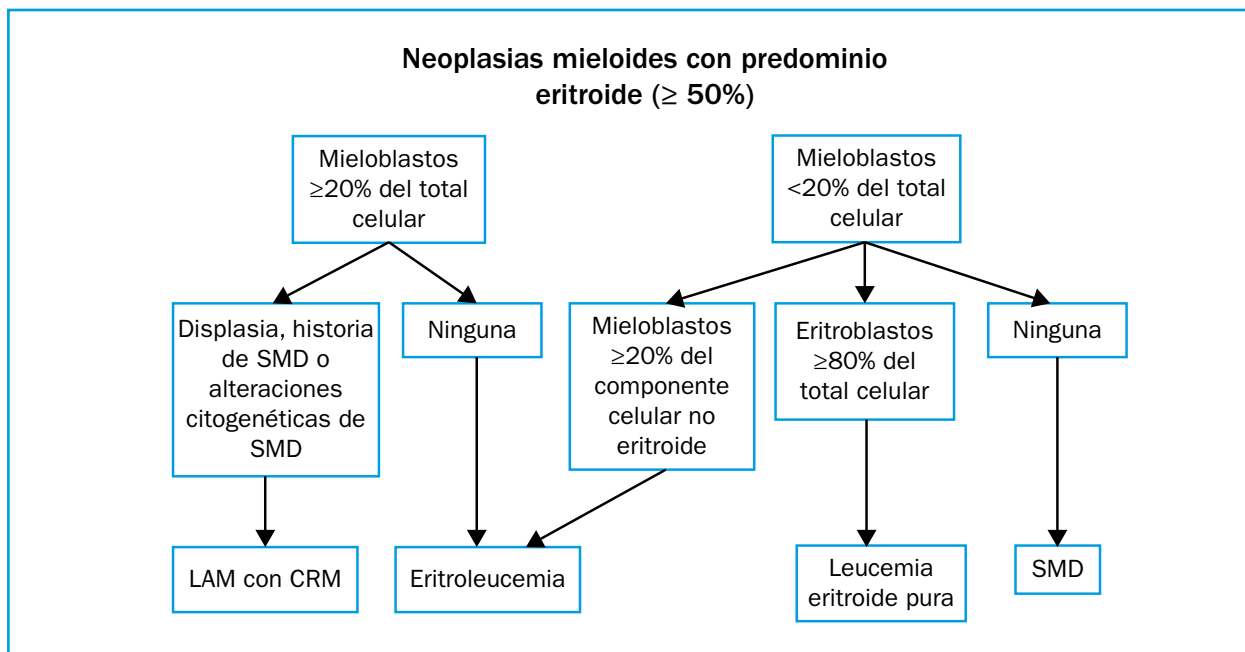 Neoplasias mieloides con predominio
eritroide (≥ 50%)
Mieloblastos
≥20% del total
celular
Mieloblastos
<20% del total
celular
Displasia, historia
de SMD o
alteraciones
citogenéticas de
SMD
Ninguna
Mieloblastos
≥20% del
componente
celular no
eritroide
Eritroblastos
≥80% del
total celular
Ninguna
LAM con CRM
Eritroleucemia
Leucemia
eritroide pura
SMD